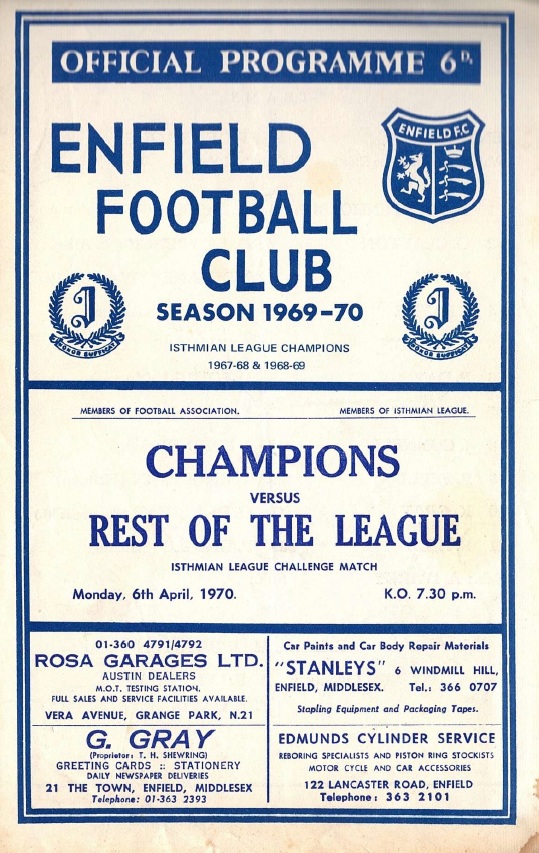 OFFICIAL PROGRAMME 6D.
ENFIELD
FOOTBALL
CLUB
ENFIELD F.C
SEASON 1969-70
J
HONOR SUFFICIT
J
HONOR SUFFICIT
ISTHMIAN LEAGUE CHAMPIONS
1967-68 & 1968-69
MEMBERS OF FOOTBALL ASSOCIATION.
MEMBERS OF ISTHMIAN LEAGUE.
CHAMPIONS
VERSUS
REST OF THE LEAGUE
ISTHMIAN LEAGUE CHALLENGE MATCH
Monday, 6th April, 1970.
K.O. 7.30 p.m.
01-360 4791/4792
ROSA GARAGES LTD.
AUSTIN DEALERS
M.O.T. TESTING STATION.
FULL SALES AND SERVICE FACILITIES AVAILABLE.
VERA AVENUE, GRANGE PARK, N.21
G. GRAY
(Proprietor: T. H. SHEWRING)
GREETING CARDS :: STATIONERY
DAILY NEWSPAPER DELIVERIES
21 THE TOWN, ENFIELD, MIDDLESEX
Telephone: 01-363 2393
Car Paints and Car Body Repair Materials
"STANLEYS" 6 WINDMILL HILL,
ENFIELD, MIDDLESEX. Tel.: 366 0707
Stapling Equipment and Packaging Tapes.
EDMUNDS CYLINDER SERVICE
REBORING SPECIALISTS AND PISTON RING STOCKISTS
MOTOR CYCLE AND CAR ACCESSORIES
122 LANCASTER ROAD, ENFIELD
Telephone: 363 2101